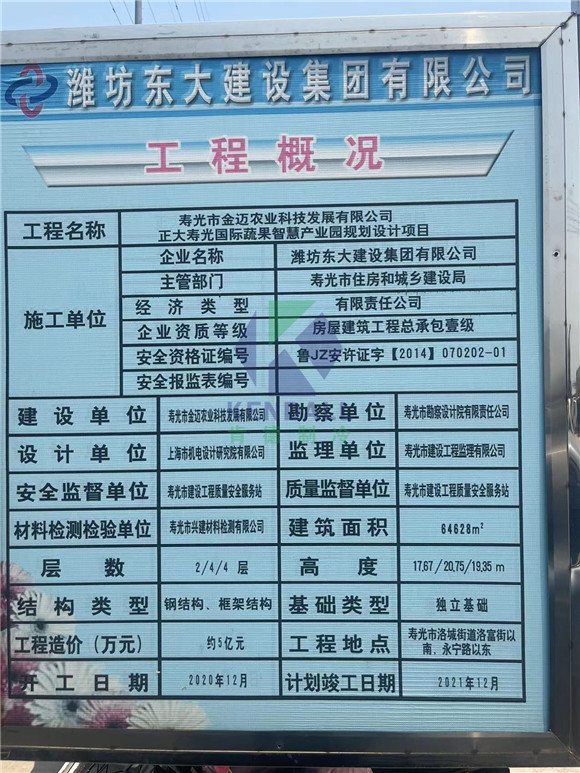 潍坊东大建设集团有限公司
工程概况
工程名称 寿光市金迈农业科技发展有限公司
正大寿光国际蔬果智慧产业园规划设计项目
施工单位
企业名称 潍坊东大建设集团有限公司
主管部门 寿光市住房和城乡建设局
经济类型 有限责任公司
企业资质等级 房屋建筑工程总承包壹级
安全资格证编号 鲁JZ安许证字【2014】070202-01
安全报监表编号
KENDALL
肯德制冷
建设单位 寿光市金迈农业科技发展有限公司 勘察单位 寿光市勘察设计院有限责任公司
设计单位 上海市机电设计研究院有限公司 监理单位 寿光市建设工程监理有限公司
安全监督单位 寿光市建设工程质量安全服务站 质量监督单位 寿光市建设工程质量安全服务站
材料检测检验单位 寿光市兴建材料检测有限公司 建筑面积 64628m²
层数 2/4/4 层 高度 17.67/20.75/19.35 m
结构类型 钢结构、框架结构 基础类型 独立基础
工程造价(万元) 约5亿元 工程地点 寿光市洛城街道洛富街以
南,永宁路以东
开工日期 2020年12月 计划竣工日期 2021年12月